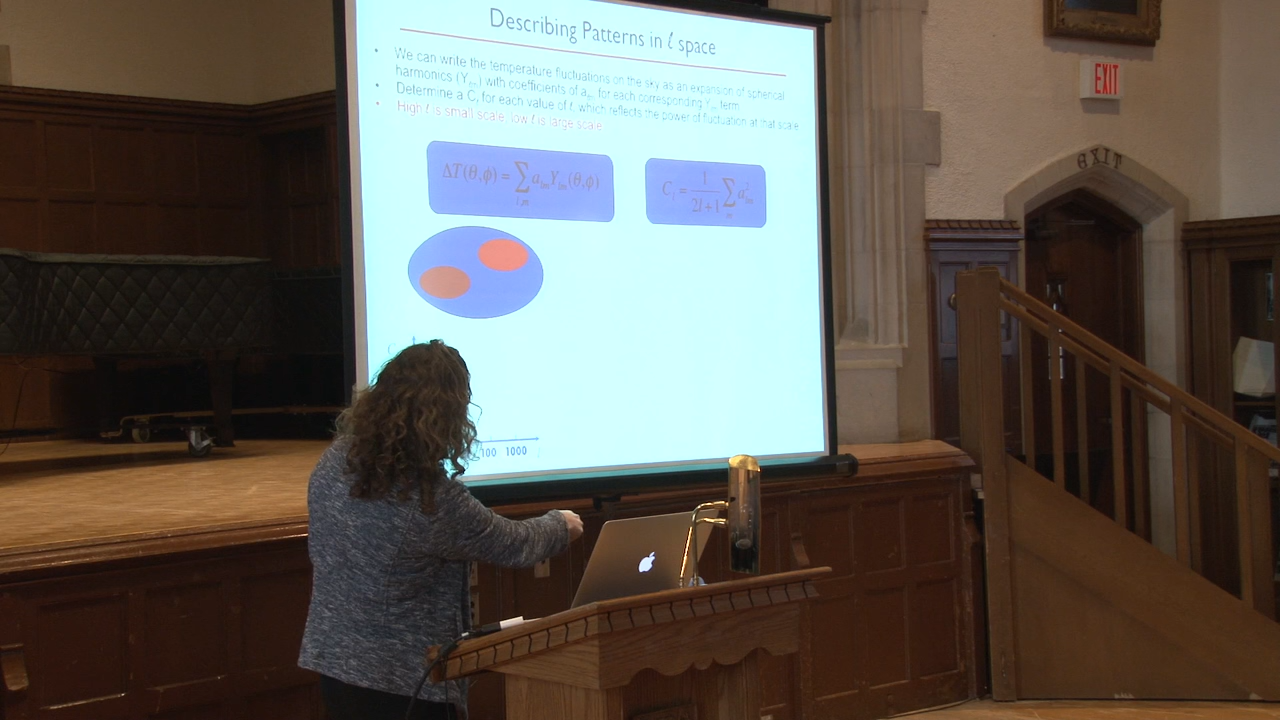 Describing Patterns in ℓ space
• We can write the temperature fluctuations on the sky as an expansion of spherical
harmonics (Yₗₘ) with coefficients of aₗₘ for each corresponding Yₗₘ term
• Determine a Cₗ for each value of ℓ, which reflects the power of fluctuation at that scale
• High ℓ is small scale, low ℓ is large scale
ΔT(θ,ϕ) = ∑ aₗₘYₗₘ(θ,ϕ)
l,m
Cₗ = 1/(2l+1) ∑ a²ₗₘ
m
100 1000
EXIT
EXIT